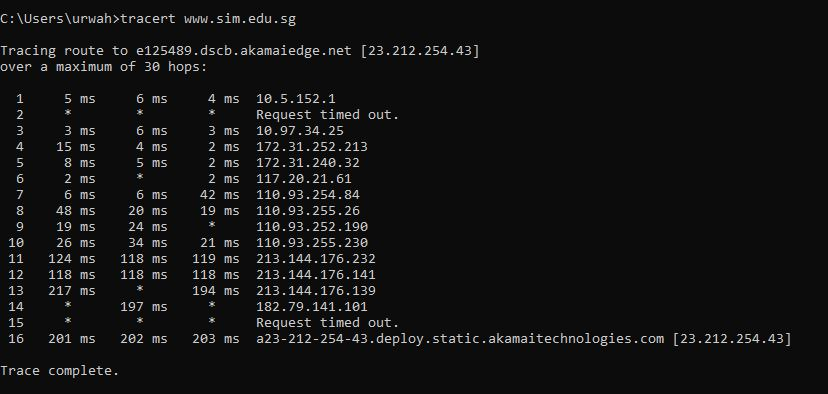 C:\Users\urwah>tracert www.sim.edu.sg
Tracing route to e125489.dscb.akamaiedge.net [23.212.254.43]
over a maximum of 30 hops:
1 5 ms 6 ms 4 ms 10.5.152.1
2 * * * Request timed out.
3 3 ms 6 ms 3 ms 10.97.34.25
4 15 ms 4 ms 2 ms 172.31.252.213
5 8 ms 5 ms 2 ms 172.31.240.32
6 2 ms * 2 ms 117.20.21.61
7 6 ms 6 ms 42 ms 110.93.254.84
8 48 ms 20 ms 19 ms 110.93.255.26
9 19 ms 24 ms * 110.93.252.190
10 26 ms 34 ms 21 ms 110.93.255.230
11 124 ms 118 ms 119 ms 213.144.176.232
12 118 ms 118 ms 118 ms 213.144.176.141
13 217 ms * 194 ms 213.144.176.139
14 * 197 ms * 182.79.141.101
15 * * * Request timed out.
16 201 ms 202 ms 203 ms a23-212-254-43.deploy.static.akamaitechnologies.com [23.212.254.43]
Trace complete.